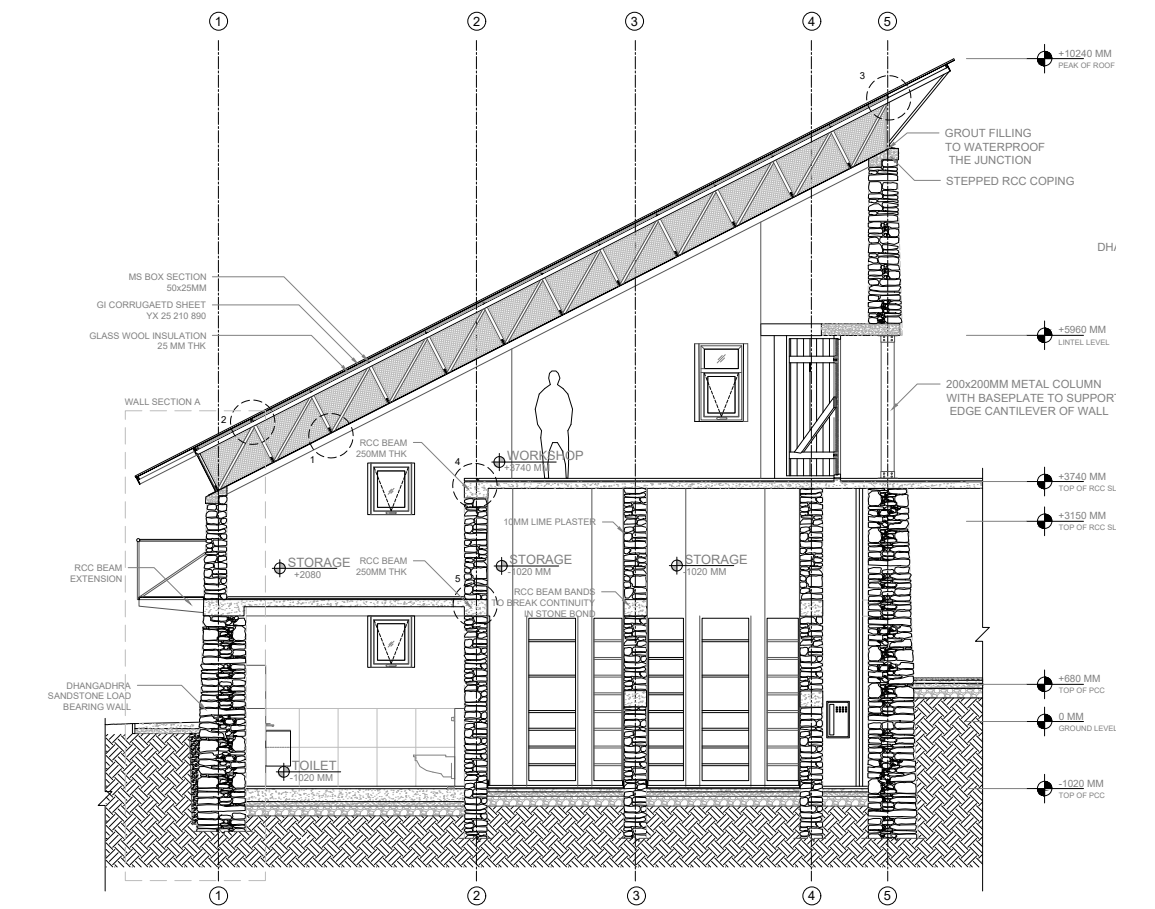 1
2
3
4
5
+10240 MM
PEAK OF ROOF
3
GROUT FILLING
TO WATERPROOF
THE JUNCTION
STEPPED RCC COPING
DH
MS BOX SECTION
50x25MM
GI CORRUGAETD SHEET
YX 25 210 890
GLASS WOOL INSULATION
25 MM THK
+5960 MM
LINTEL LEVEL
200x200MM METAL COLUMN
WITH BASEPLATE TO SUPPORT
EDGE CANTILEVER OF WALL
WALL SECTION A
2
1
RCC BEAM
250MM THK
4
WORKSHOP
+3740 MM
+3740 MM
TOP OF RCC SL
+3150 MM
TOP OF RCC SL
10MM LIME PLASTER
STORAGE
+2080
RCC BEAM
250MM THK
STORAGE
-1020 MM
STORAGE
-1020 MM
RCC BEAM
EXTENSION
5
RCC BEAM BANDS
TO BREAK CONTINUITY
IN STONE BOND
DHANGADHRA
SANDSTONE LOAD
BEARING WALL
+680 MM
TOP OF PCC
0 MM
GROUND LEVEL
TOILET
-1020 MM
-1020 MM
TOP OF PCC
1
2
3
4
5